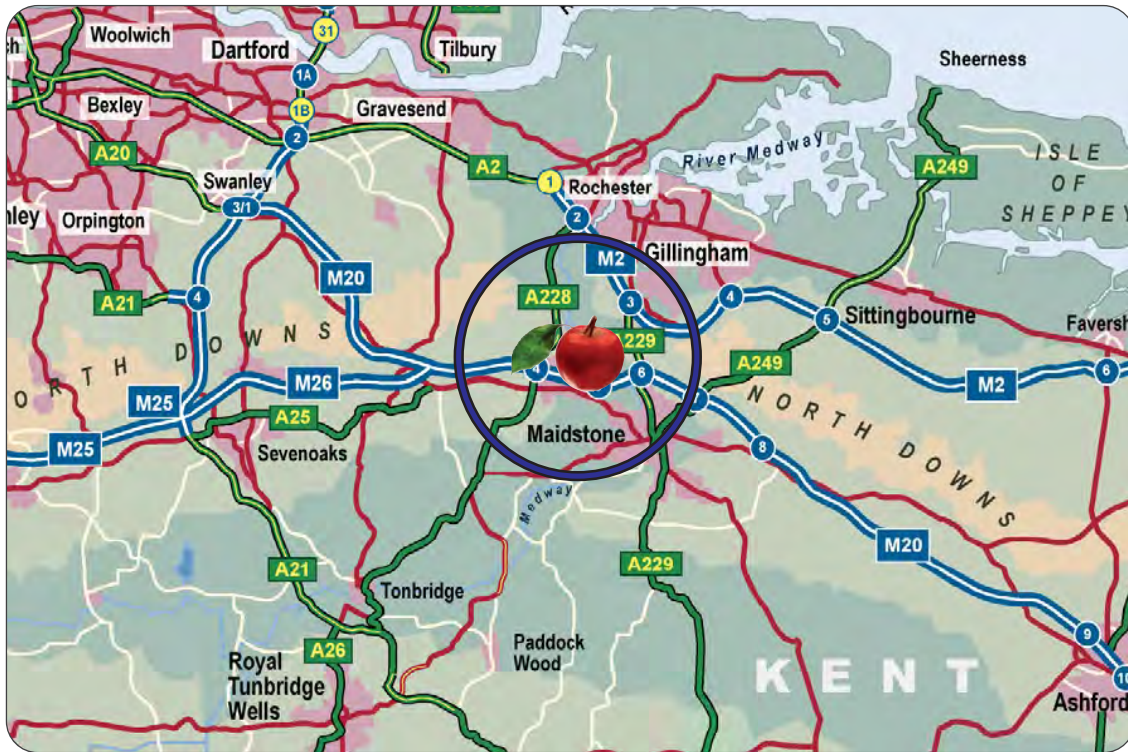 Woolwich
31
Dartford
Tilbury
Sheerness
1A
Bexley
1B
Gravesend
2
A20
A2
River Medway
A249
ISLE
OF
SHEPPEY
Swanley
1
Rochester
Orpington
3/1
2
M2
Gillingham
M20
A21
4
A228
3
4
5
Sittingbourne
Faversh
229
NORTH DOWNS
ORTH DOWNS
M26
4
6
A249
M2
6
M25
A25
Maidstone
8
M25
Sevenoaks
Medway
M20
A21
A229
Tonbridge
9
A26
Paddock
Wood
Royal
Tunbridge
Wells
KENT
10
Ashford